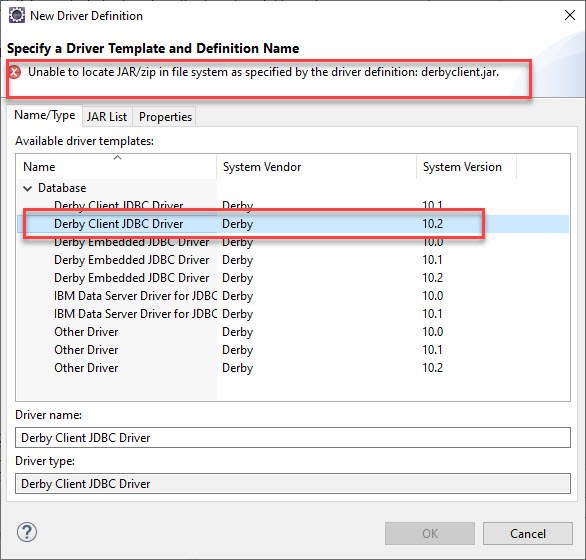 New Driver Definition
Specify a Driver Template and Definition Name
Unable to locate JAR/zip in file system as specified by the driver definition: derbyclient.jar.
Name/Type JAR List Properties
Available driver templates:
Name System Vendor System Version
Database
Derby Client JDBC Driver Derby 10.1
Derby Client JDBC Driver Derby 10.2
Derby Embedded JDBC Driver Derby 10.0
Derby Embedded JDBC Driver Derby 10.1
Derby Embedded JDBC Driver Derby 10.2
IBM Data Server Driver for JDBC Derby 10.0
IBM Data Server Driver for JDBC Derby 10.1
Other Driver Derby 10.0
Other Driver Derby 10.1
Other Driver Derby 10.2
Driver name:
Derby Client JDBC Driver
Driver type:
Derby Client JDBC Driver
? OK Cancel